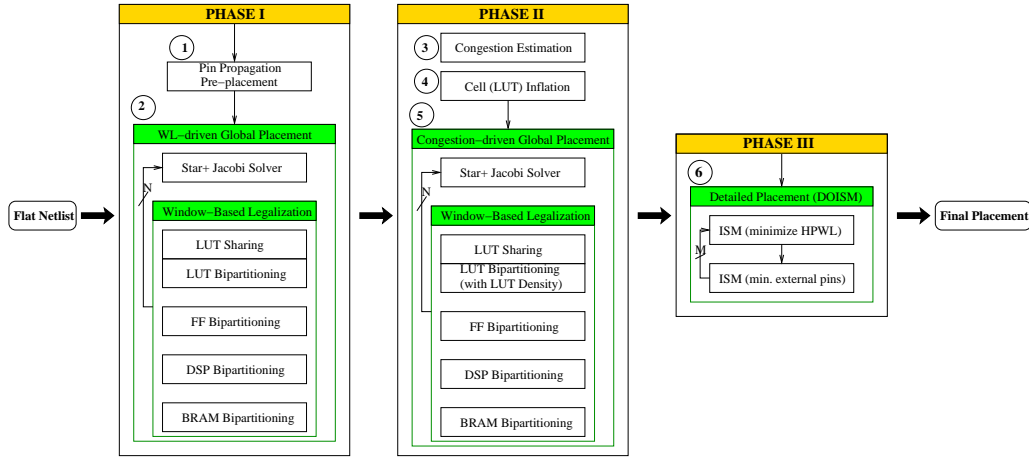 Flat Netlist
PHASE I
1
Pin Propagation
Pre−placement
2
WL−driven Global Placement
Star+ Jacobi Solver
N
Window−Based Legalization
LUT Sharing
LUT Bipartitioning
FF Bipartitioning
DSP Bipartitioning
BRAM Bipartitioning
PHASE II
3
Congestion Estimation
4
Cell (LUT) Inflation
5
Congestion−driven Global Placement
Star+ Jacobi Solver
N
Window−Based Legalization
LUT Sharing
LUT Bipartitioning
(with LUT Density)
FF Bipartitioning
DSP Bipartitioning
BRAM Bipartitioning
PHASE III
6
Detailed Placement (DOISM)
ISM (minimize HPWL)
M
ISM (min. external pins)
Final Placement